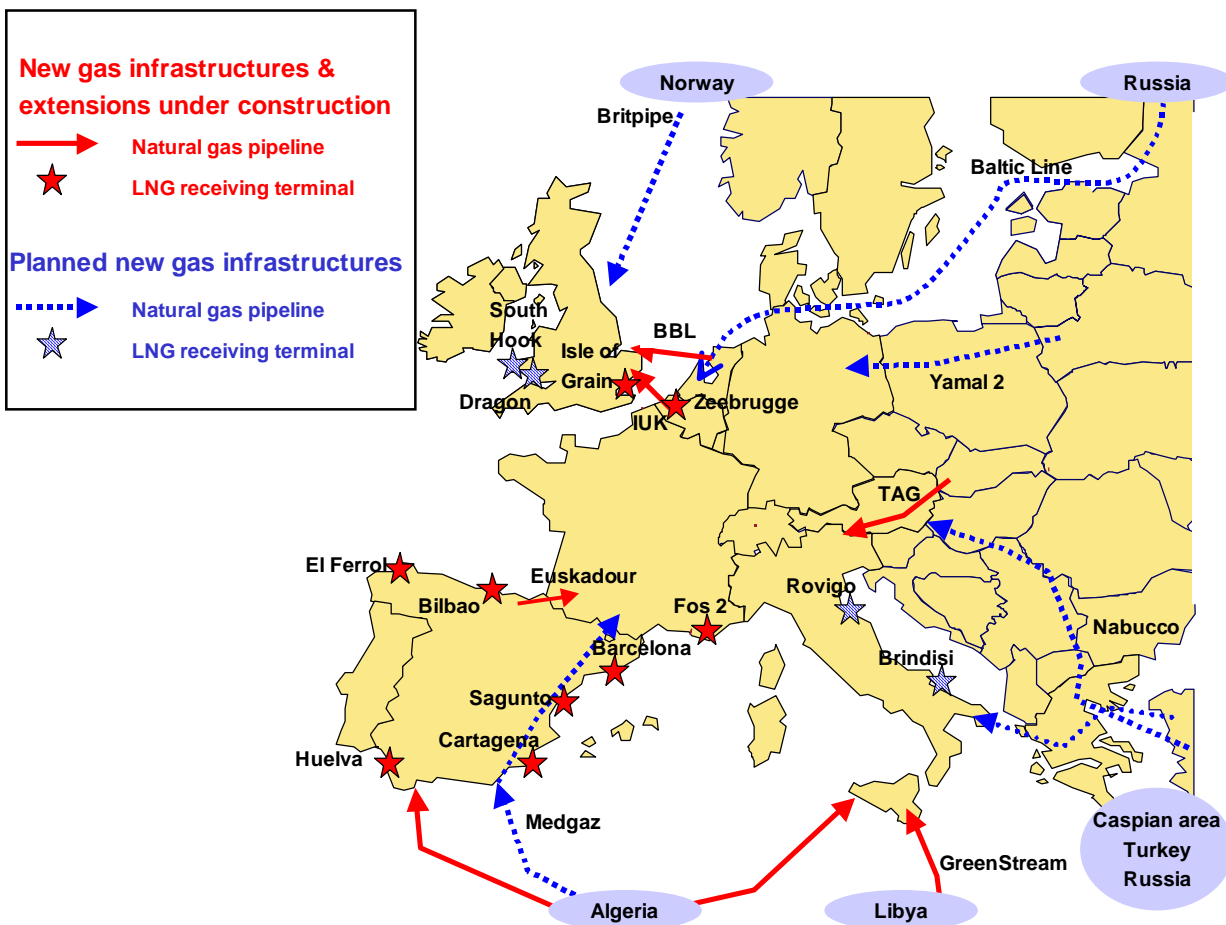 New gas infrastructures &
extensions under construction
Natural gas pipeline
LNG receiving terminal
Planned new gas infrastructures
Natural gas pipeline
LNG receiving terminal
Norway
Russia
Britpipe
Baltic Line
South
Hook
BBL
Isle of
Grain
Yamal 2
Dragon
Zeebrugge
IUK
TAG
El Ferrol
Euskadour
Bilbao
Fos 2
Rovigo
Nabucco
Barcelona
Brindisi
Sagunto
Cartagena
Huelva
Medgaz
GreenStream
Caspian area
Turkey
Russia
Algeria
Libya